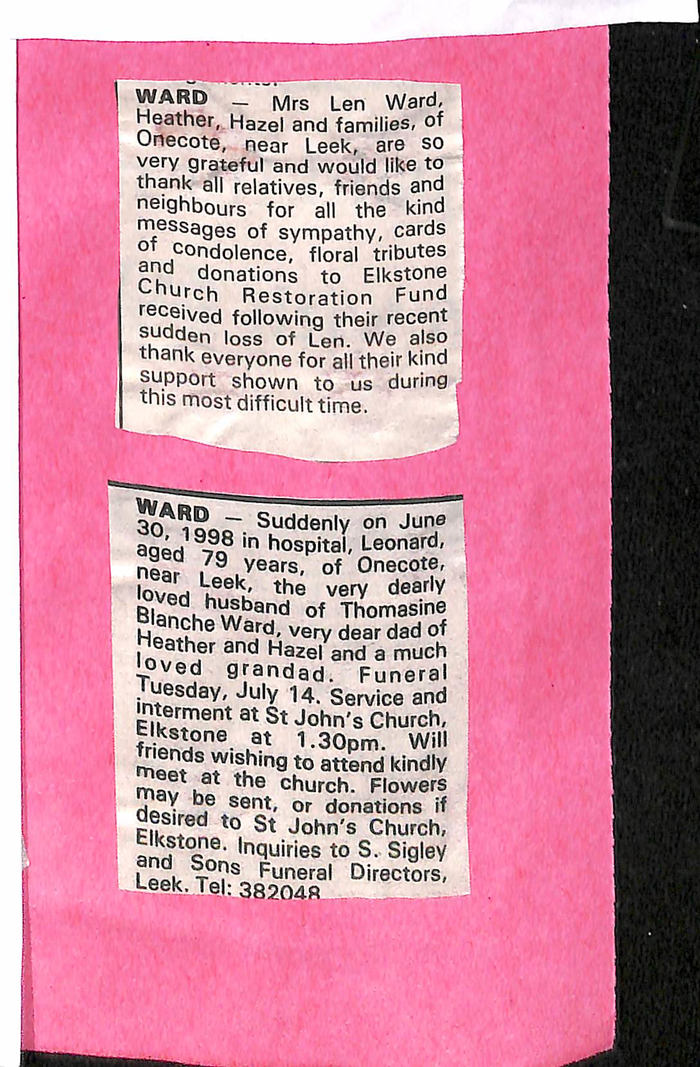 WARD — Mrs Len Ward,
Heather, Hazel and families, of
Onecote, near Leek, are so
very grateful and would like to
thank all relatives, friends and
neighbours for all the kind
messages of sympathy, cards
of condolence, floral tributes
and donations to Elkstone
Church Restoration Fund
received following their recent
sudden loss of Len. We also
thank everyone for all their kind
support shown to us during
this most difficult time.
WARD — Suddenly on June
30, 1998 in hospital, Leonard,
aged 79 years, of Onecote,
near Leek, the very dearly
loved husband of Thomasine
Blanche Ward, very dear dad of
Heather and Hazel and a much
loved grandad. Funeral
Tuesday, July 14. Service and
interment at St John's Church,
Elkstone at 1.30pm. Will
friends wishing to attend kindly
meet at the church. Flowers
may be sent, or donations if
desired to St John's Church,
Elkstone. Inquiries to S. Sigley
and Sons Funeral Directors,
Leek. Tel: 382048